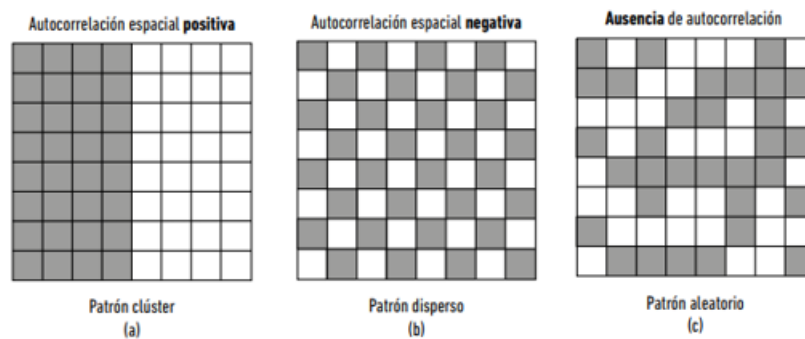 Autocorrelación espacial positiva
Autocorrelación espacial negativa
Ausencia de autocorrelación
Patrón clúster
(a)
Patrón disperso
(b)
Patrón aleatorio
(c)